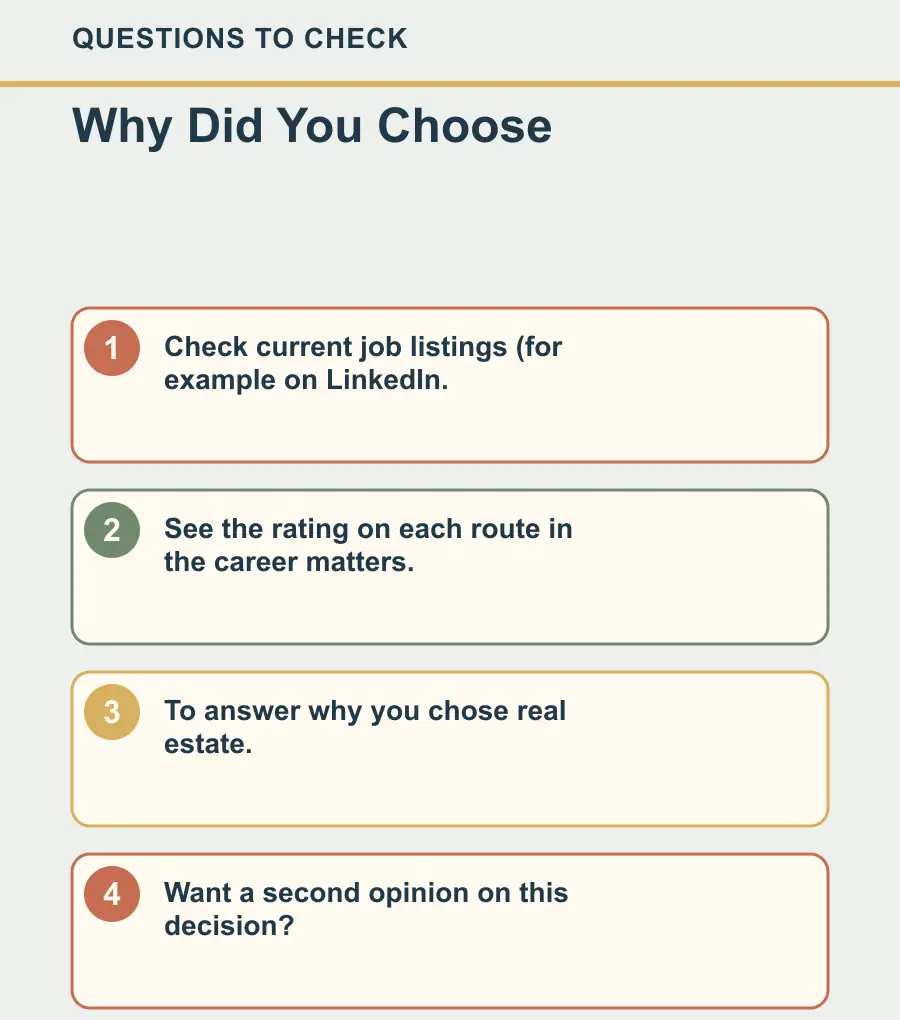 QUESTIONS TO CHECK
Why Did You Choose
1
Check current job listings (for
example on LinkedIn.
2
See the rating on each route in
the career matters.
3
To answer why you chose real
estate.
4
Want a second opinion on this
decision?